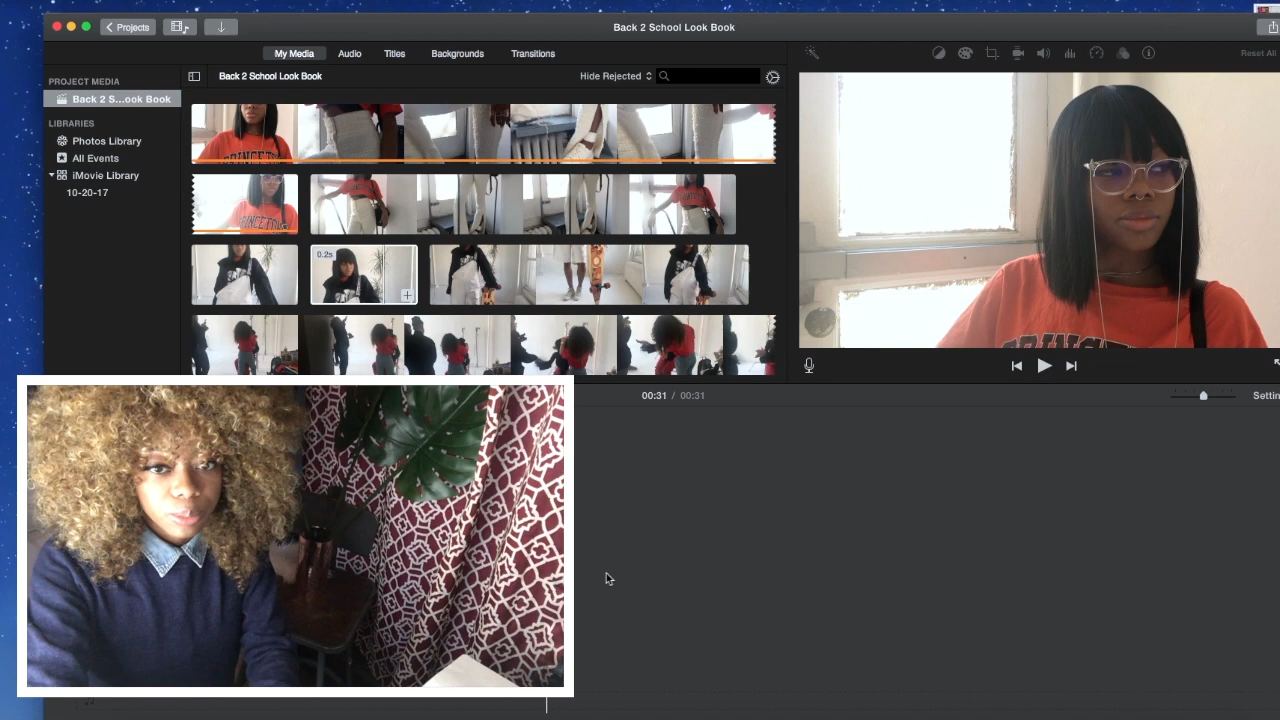 Projects
Back 2 School Look Book
My Media
Audio
Titles
Backgrounds
Transitions
Reset All
PROJECT MEDIA
Back 2 S...ook Book
LIBRARIES
Photos Library
All Events
iMovie Library
10-20-17
Back 2 School Look Book
Hide Rejected
PRINCETON
PRINCETO
0.2s
00:31 / 00:31
Settin